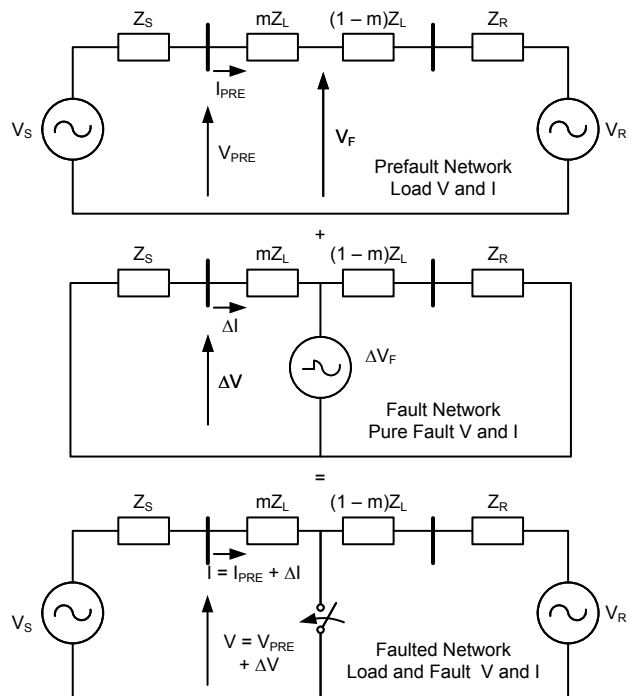 Z_S mZ_L (1 – m)Z_L Z_R
I_PRE
V_S V_PRE V_F V_R
Prefault Network
Load V and I
+
Z_S mZ_L (1 – m)Z_L Z_R
ΔI
ΔV ΔV_F
Fault Network
Pure Fault V and I
=
Z_S mZ_L (1 – m)Z_L Z_R
I = I_PRE + ΔI
V_S V_R
V = V_PRE
+ ΔV
Faulted Network
Load and Fault V and I